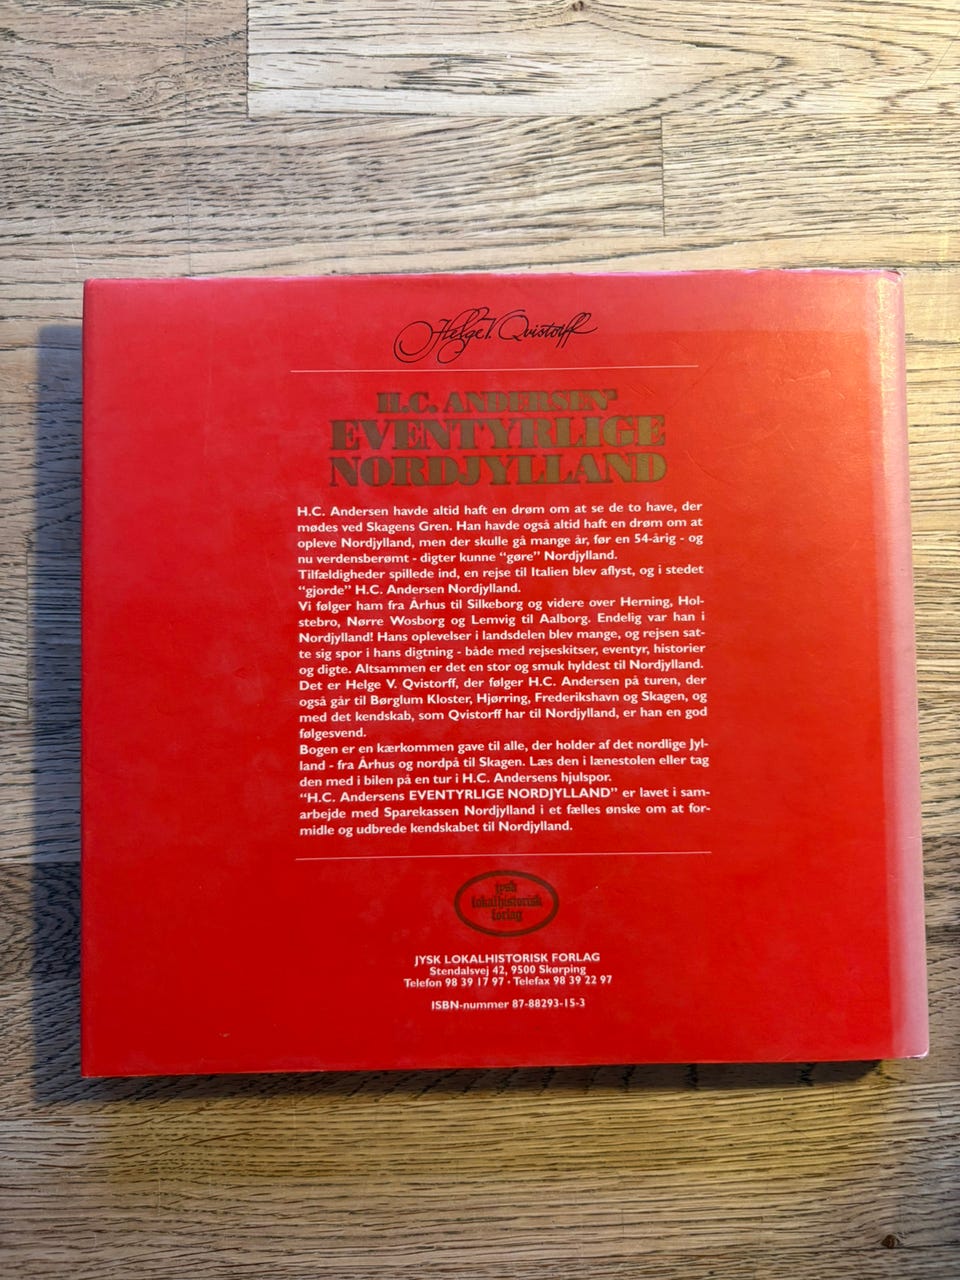 Helge V. Qvistorff
H.C. ANDERSEN'
EVENTYRLIGE
NORDJYLLAND
H.C. Andersen havde altid haft en drøm om at se de to have, der
mødes ved Skagens Gren. Han havde også altid haft en drøm om at
opleve Nordjylland, men der skulle gå mange år, før en 54-årig - og
nu verdensberømt - digter kunne “gøre” Nordjylland.
Tilfældigheder spillede ind, en rejse til Italien blev aflyst, og i stedet
“gjorde” H.C. Andersen Nordjylland.
Vi følger ham fra Århus til Silkeborg og videre over Herning, Hol-
stebro, Nørre Wosborg og Lemvig til Aalborg. Endelig var han i
Nordjylland! Hans oplevelser i landsdelen blev mange, og rejsen sat-
te sig spor i hans digtning - både med rejseskitser, eventyr, historier
og digte. Altsammen er det en stor og smuk hyldest til Nordjylland.
Det er Helge V. Qvistorff, der følger H.C. Andersen på turen, der
også går til Børglum Kloster, Hjørring, Frederikshavn og Skagen, og
med det kendskab, som Qvistorff har til Nordjylland, er han en god
følgesvend.
Bogen er en kærkommen gave til alle, der holder af det nordlige Jyl-
land - fra Århus og nordpå til Skagen. Læs den i lænestolen eller tag
den med i bilen på en tur i H.C. Andersens hjulspor.
“H.C. Andersens EVENTYRLIGE NORDJYLLAND” er lavet i sam-
arbejde med Sparekassen Nordjylland i et fælles ønske om at for-
midle og udbrede kendskabet til Nordjylland.
jysk
lokalhistorisk
forlag
JYSK LOKALHISTORISK FORLAG
Stendalsvej 42, 9500 Skørping
Telefon 98 39 17 97 · Telefax 98 39 22 97
ISBN-nummer 87-88293-15-3